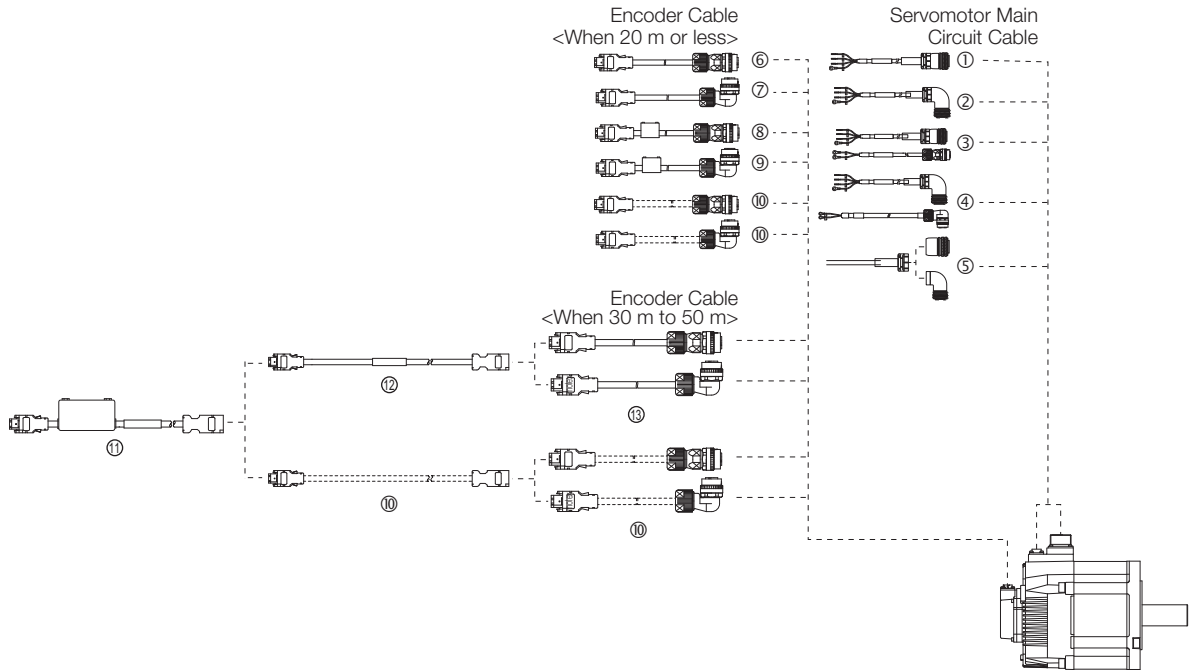 Encoder Cable
<When 20 m or less>
Servomotor Main
Circuit Cable
⑥
⑦
⑧
⑨
⑩
⑩
①
②
③
④
⑤
Encoder Cable
<When 30 m to 50 m>
⑫
⑬
⑪
⑩
⑩